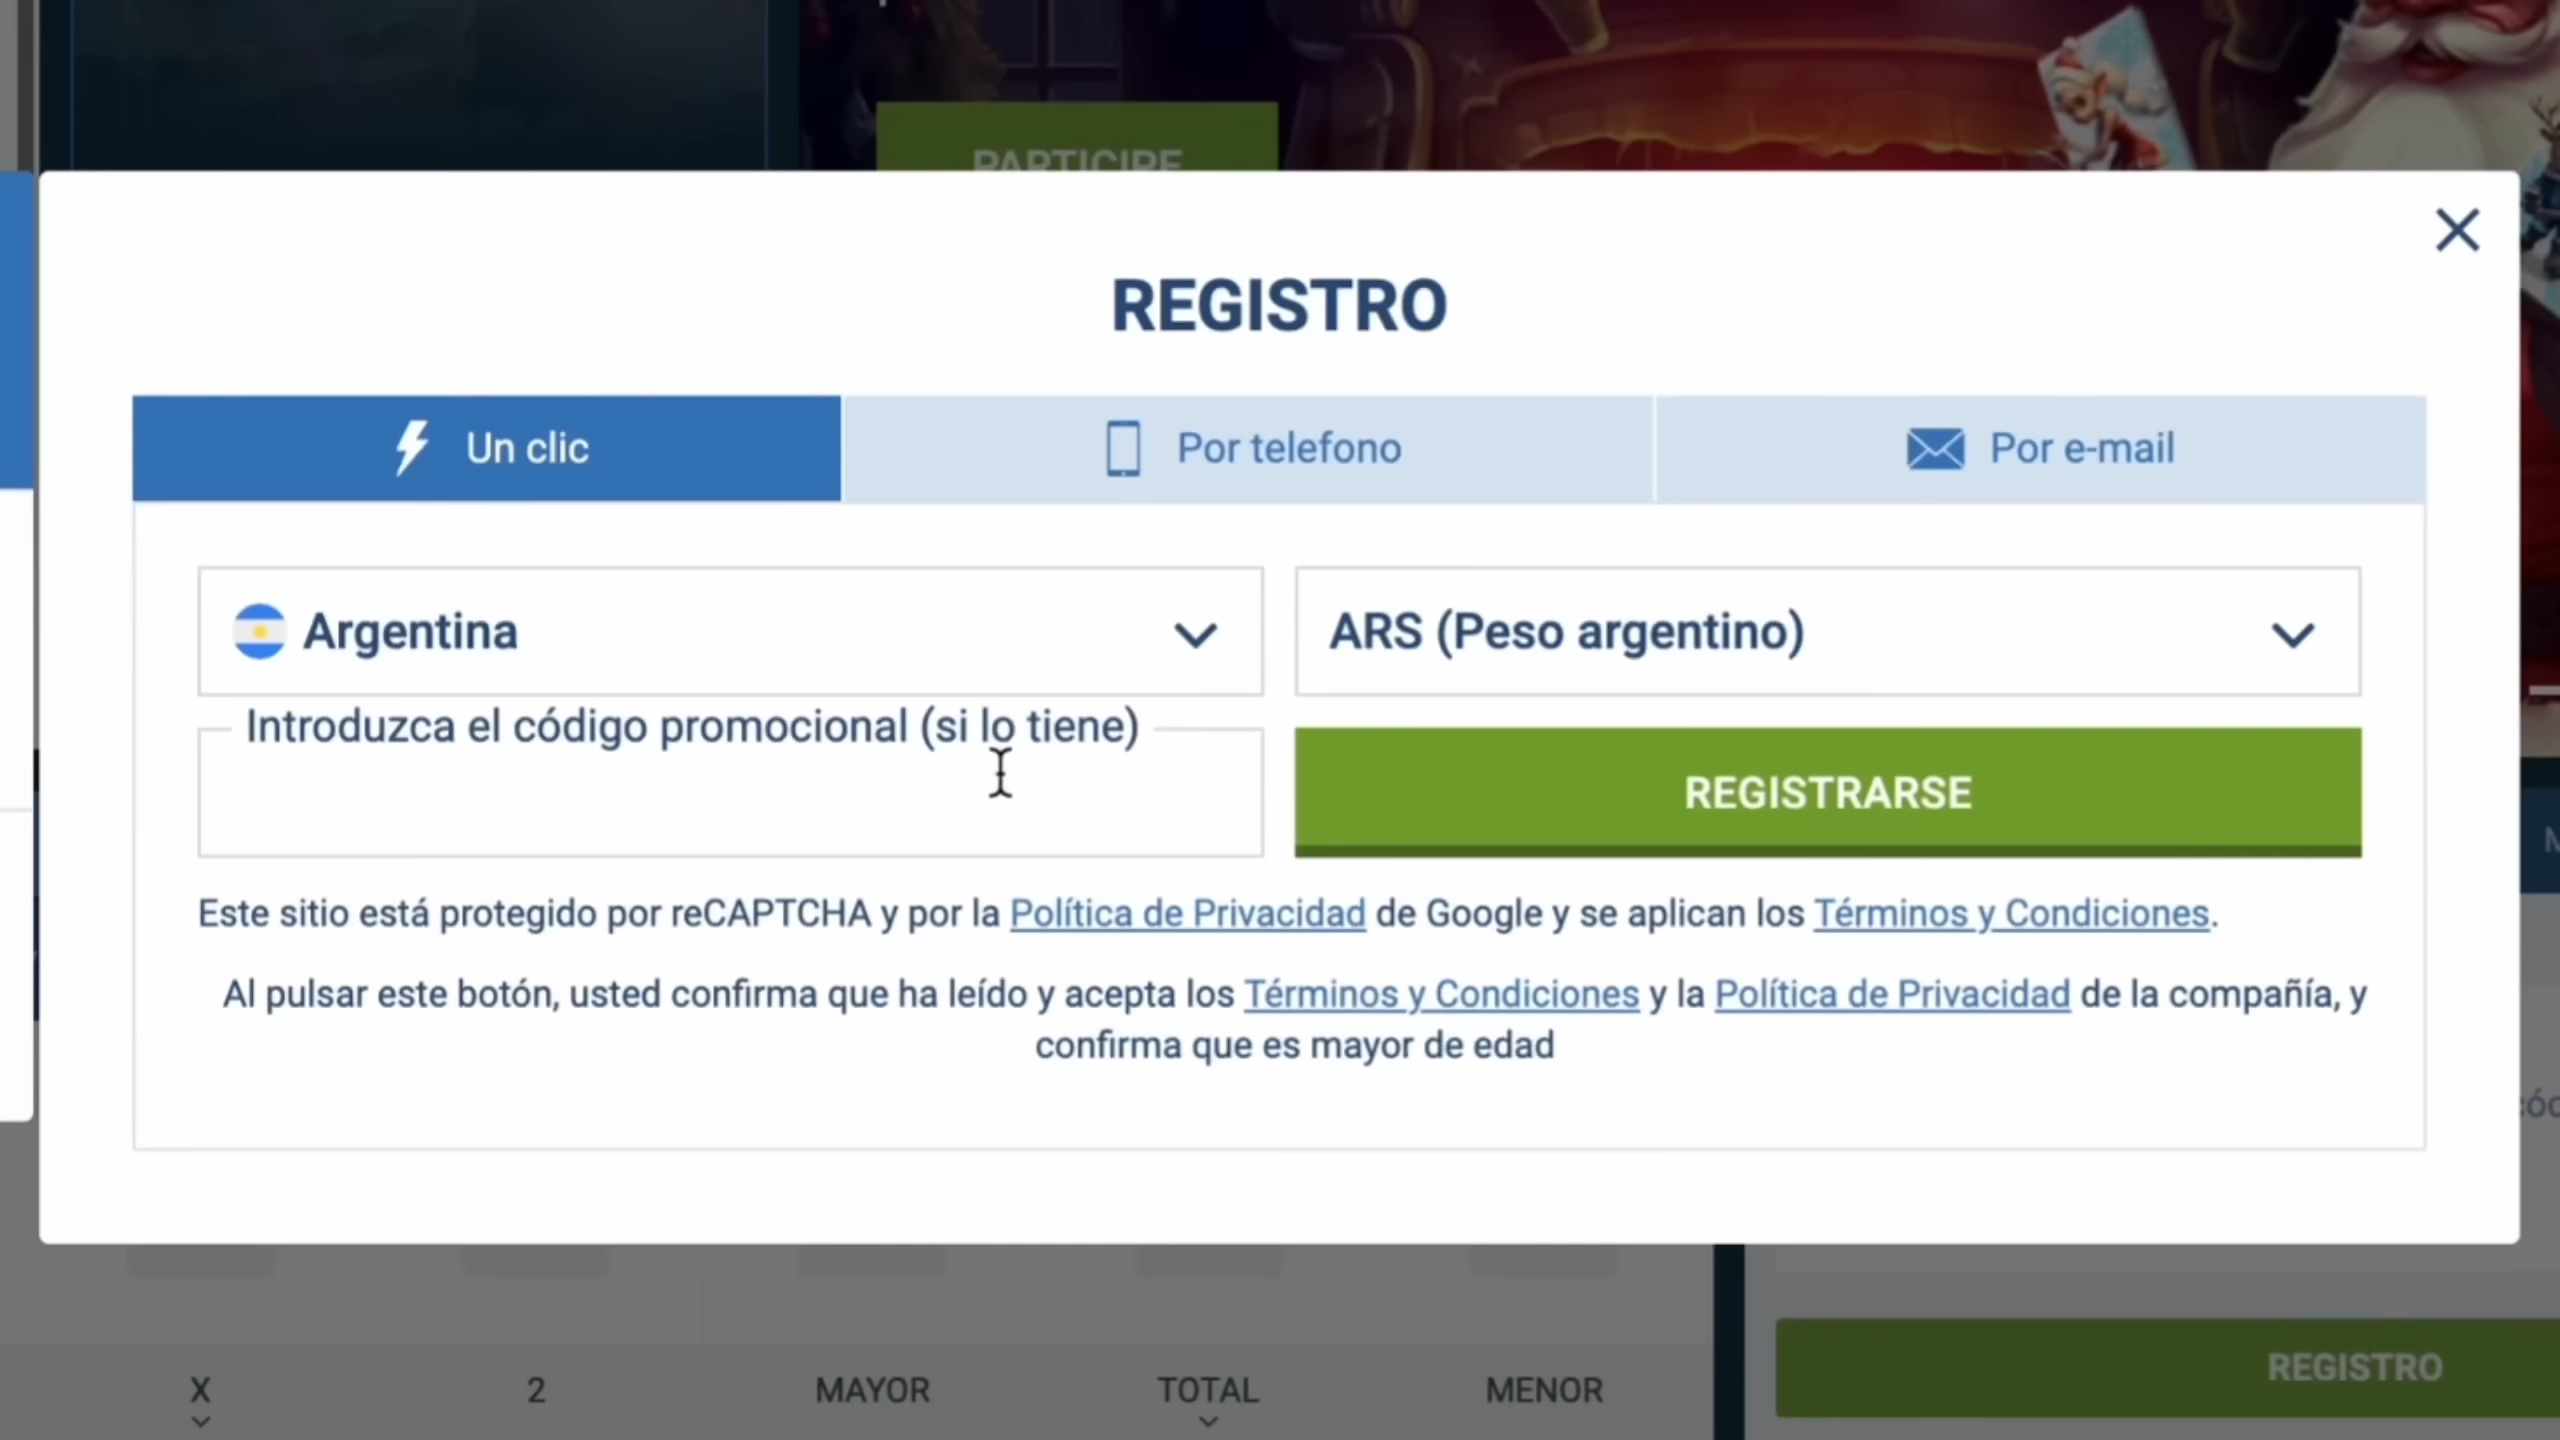 PARTICIPE
REGISTRO
Un clic
Por telefono
Por e-mail
Argentina
ARS (Peso argentino)
Introduzca el código promocional (si lo tiene)
REGISTRARSE
Este sitio está protegido por reCAPTCHA y por la Política de Privacidad de Google y se aplican los Términos y Condiciones.
Al pulsar este botón, usted confirma que ha leído y acepta los Términos y Condiciones y la Política de Privacidad de la compañía, y
confirma que es mayor de edad
X
2
MAYOR
TOTAL
MENOR
REGISTRO